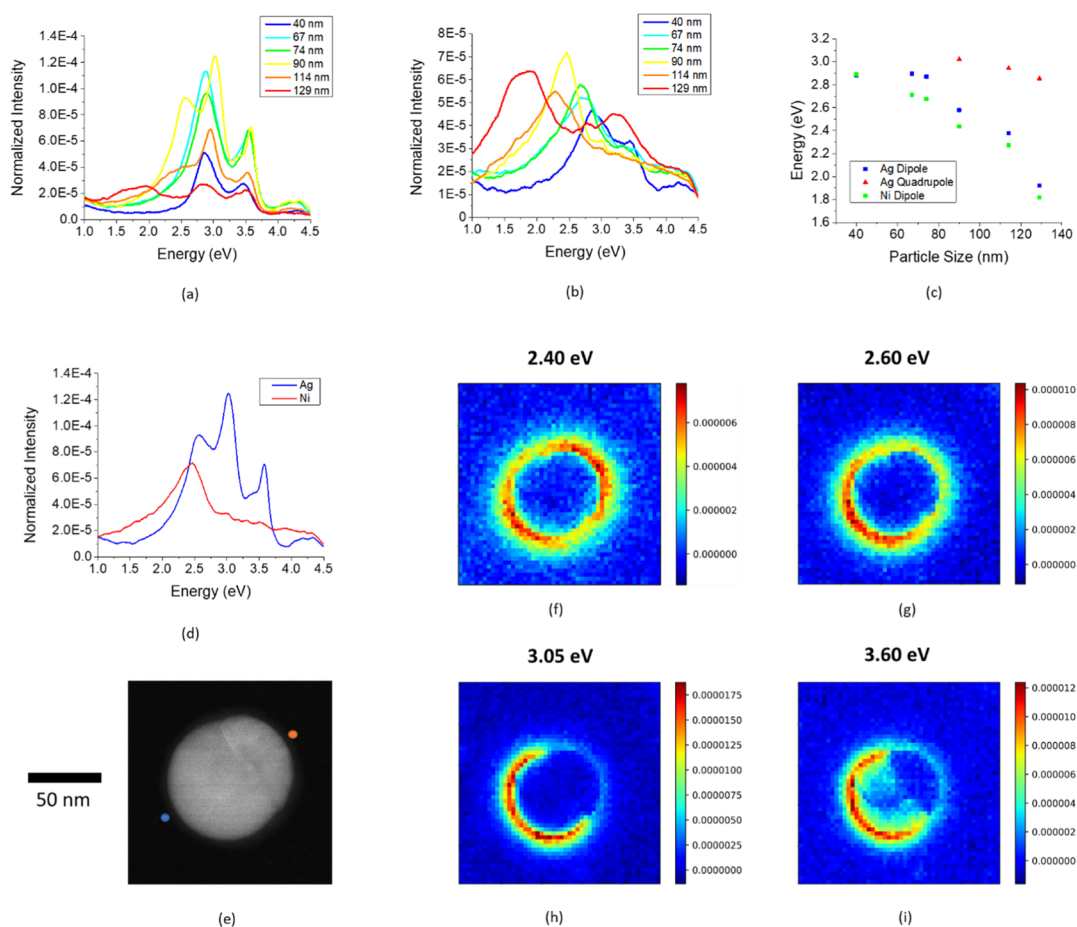 40 nm
67 nm
74 nm
90 nm
114 nm
129 nm
1.4E-4
1.2E-4
1.0E-4
8.0E-5
6.0E-5
4.0E-5
2.0E-5
0.0
1.0 1.5 2.0 2.5 3.0 3.5 4.0 4.5
Normalized Intensity
Energy (eV)
(a)
40 nm
67 nm
74 nm
90 nm
114 nm
129 nm
8E-5
7E-5
6E-5
5E-5
4E-5
3E-5
2E-5
1E-5
0
1.0 1.5 2.0 2.5 3.0 3.5 4.0 4.5
Normalized Intensity
Energy (eV)
(b)
3.2
3.0
2.8
2.6
2.4
2.2
2.0
1.8
1.6
Energy (eV)
Ag Dipole
Ag Quadrupole
Ni Dipole
40 60 80 100 120 140
Particle Size (nm)
(c)
1.4E-4
1.2E-4
1.0E-4
8.0E-5
6.0E-5
4.0E-5
2.0E-5
0.0
Ag
Ni
1.0 1.5 2.0 2.5 3.0 3.5 4.0 4.5
Normalized Intensity
Energy (eV)
(d)
2.40 eV
0.000006
0.000004
0.000002
0.000000
(f)
2.60 eV
0.000010
0.000008
0.000006
0.000004
0.000002
0.000000
(g)
50 nm
(e)
3.05 eV
0.0000175
0.0000150
0.0000125
0.0000100
0.0000075
0.0000050
0.0000025
0.0000000
(h)
3.60 eV
0.000012
0.000010
0.000008
0.000006
0.000004
0.000002
0.000000
(i)